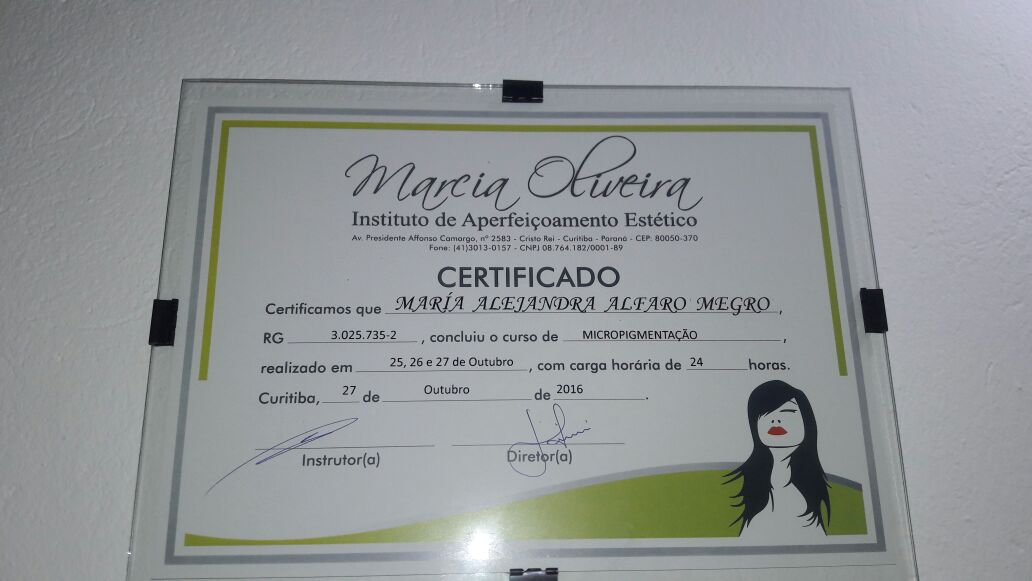 Marcia Oliveira
Instituto de Aperfeiçoamento Estético
Av. Presidente Affonso Camargo, nº 2583 - Cristo Rei - Curitiba - Paraná - CEP: 80050-370
Fone: (41)3013-0157 - CNPJ 08.764.182/0001-89
CERTIFICADO
Certificamos que MARÍA ALEJANDRA ALFARO MEGRO,
RG 3.025.735-2, concluiu o curso de MICROPIGMENTAÇÃO,
realizado em 25, 26 e 27 de Outubro, com carga horária de 24 horas.
Curitiba, 27 de Outubro de 2016.
Instrutor(a) Diretor(a)